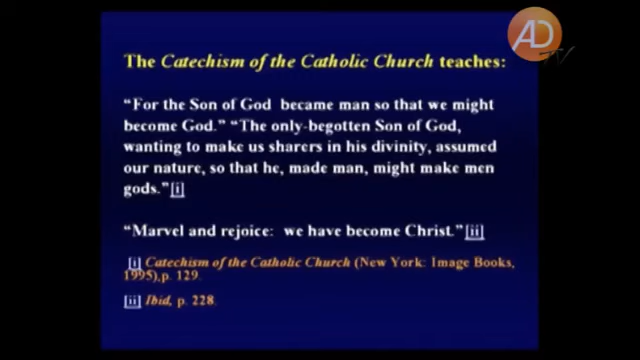 AD
TV
The Catechism of the Catholic Church teaches:
“For the Son of God became man so that we might
become God.” “The only-begotten Son of God,
wanting to make us sharers in his divinity, assumed
our nature, so that he, made man, might make men
gods.”[i]
“Marvel and rejoice: we have become Christ.”[ii]
[i] Catechism of the Catholic Church (New York: Image Books,
1995),p. 129.
[ii] Ibid, p. 228.